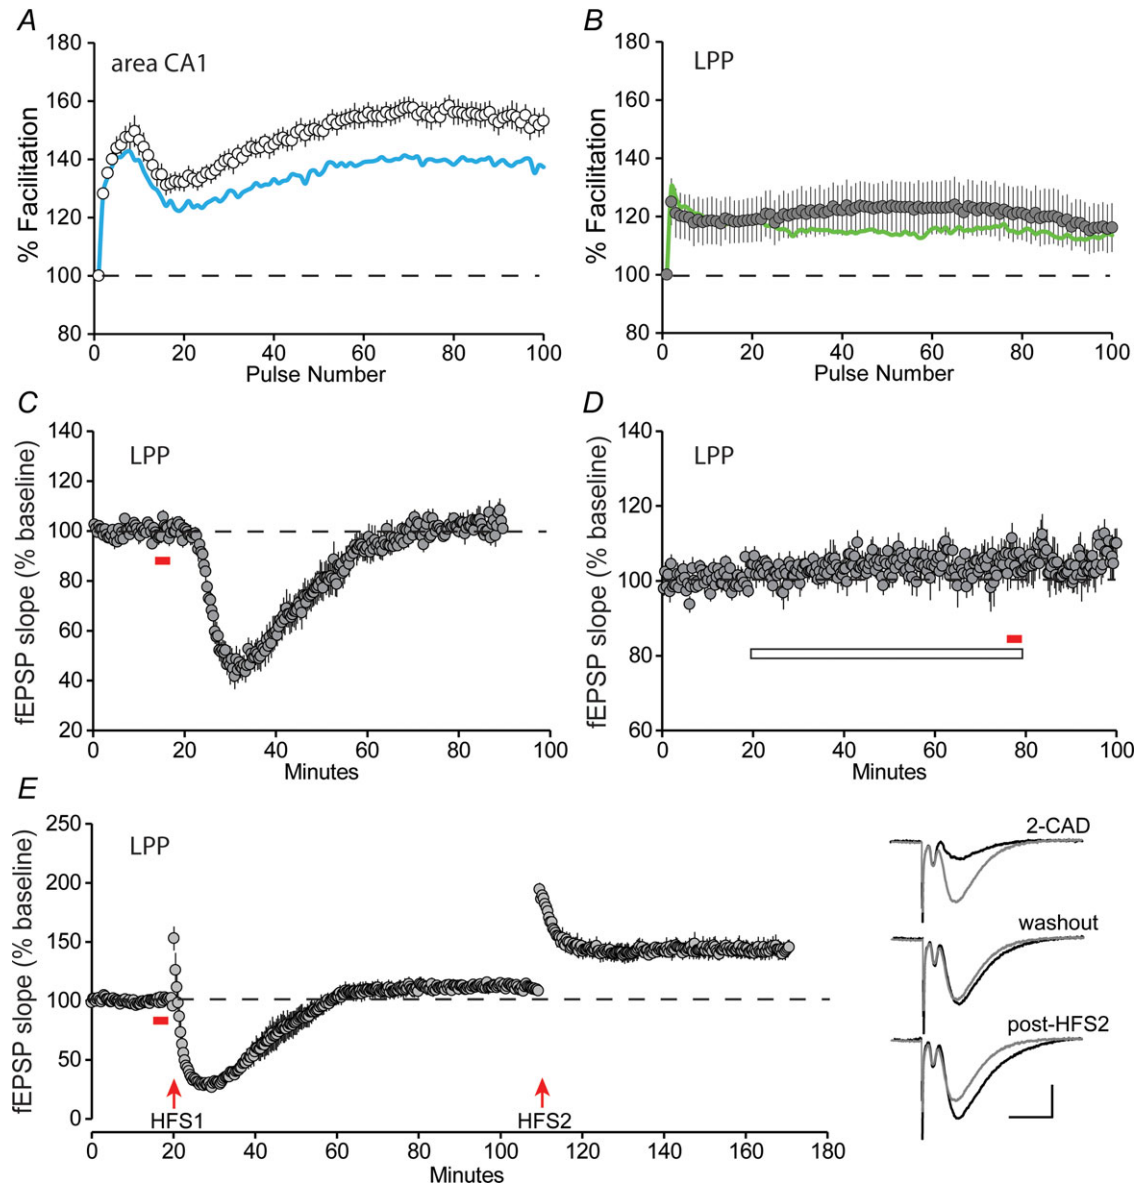 A
B
area CA1
LPP
% Facilitation
180
160
140
120
100
80
0 20 40 60 80 100
Pulse Number
% Facilitation
180
160
140
120
100
80
0 20 40 60 80 100
Pulse Number
C
D
LPP
LPP
fEPSP slope (% baseline)
140
120
100
80
60
40
20
0 20 40 60 80 100
Minutes
fEPSP slope (% baseline)
140
120
100
80
60
0 20 40 60 80 100
Minutes
E
LPP
fEPSP slope (% baseline)
250
200
150
100
50
0
HFS1
HFS2
0 20 40 60 80 100 120 140 160 180
Minutes
2-CAD
washout
post-HFS2